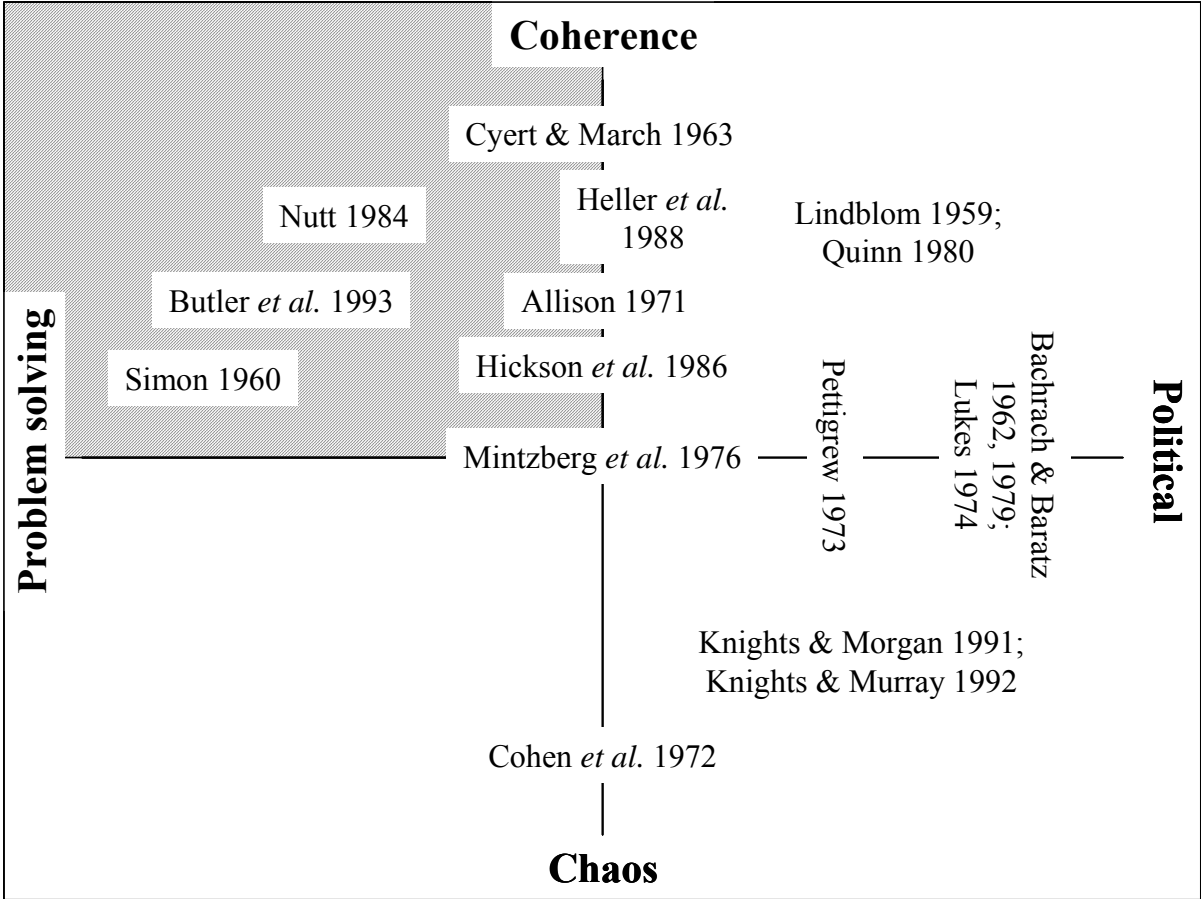 Coherence
Cyert & March 1963
Nutt 1984
Heller et al.
1988
Lindblom 1959;
Quinn 1980
Butler et al. 1993
Allison 1971
Simon 1960
Hickson et al. 1986
Problem solving
Mintzberg et al. 1976
Pettigrew 1973
Bachrach & Baratz
1962, 1979;
Lukes 1974
Political
Knights & Morgan 1991;
Knights & Murray 1992
Cohen et al. 1972
Chaos